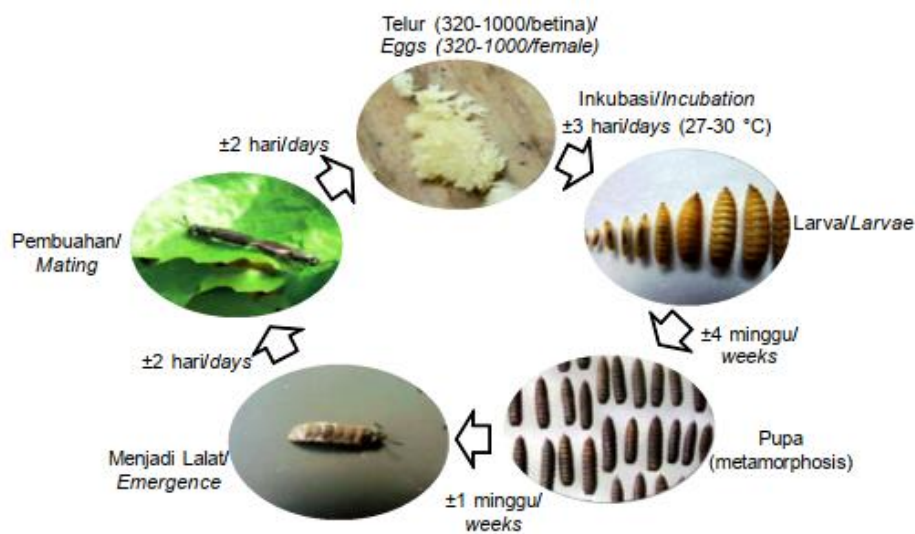 Telur (320-1000/betina)/
Eggs (320-1000/female)
Inkubasi/Incubation
±3 hari/days (27-30 °C)
Larva/Larvae
±4 minggu/
weeks
Pupa
(metamorphosis)
±1 minggu/
weeks
Menjadi Lalat/
Emergence
±2 hari/days
Pembuahan/
Mating
±2 hari/days